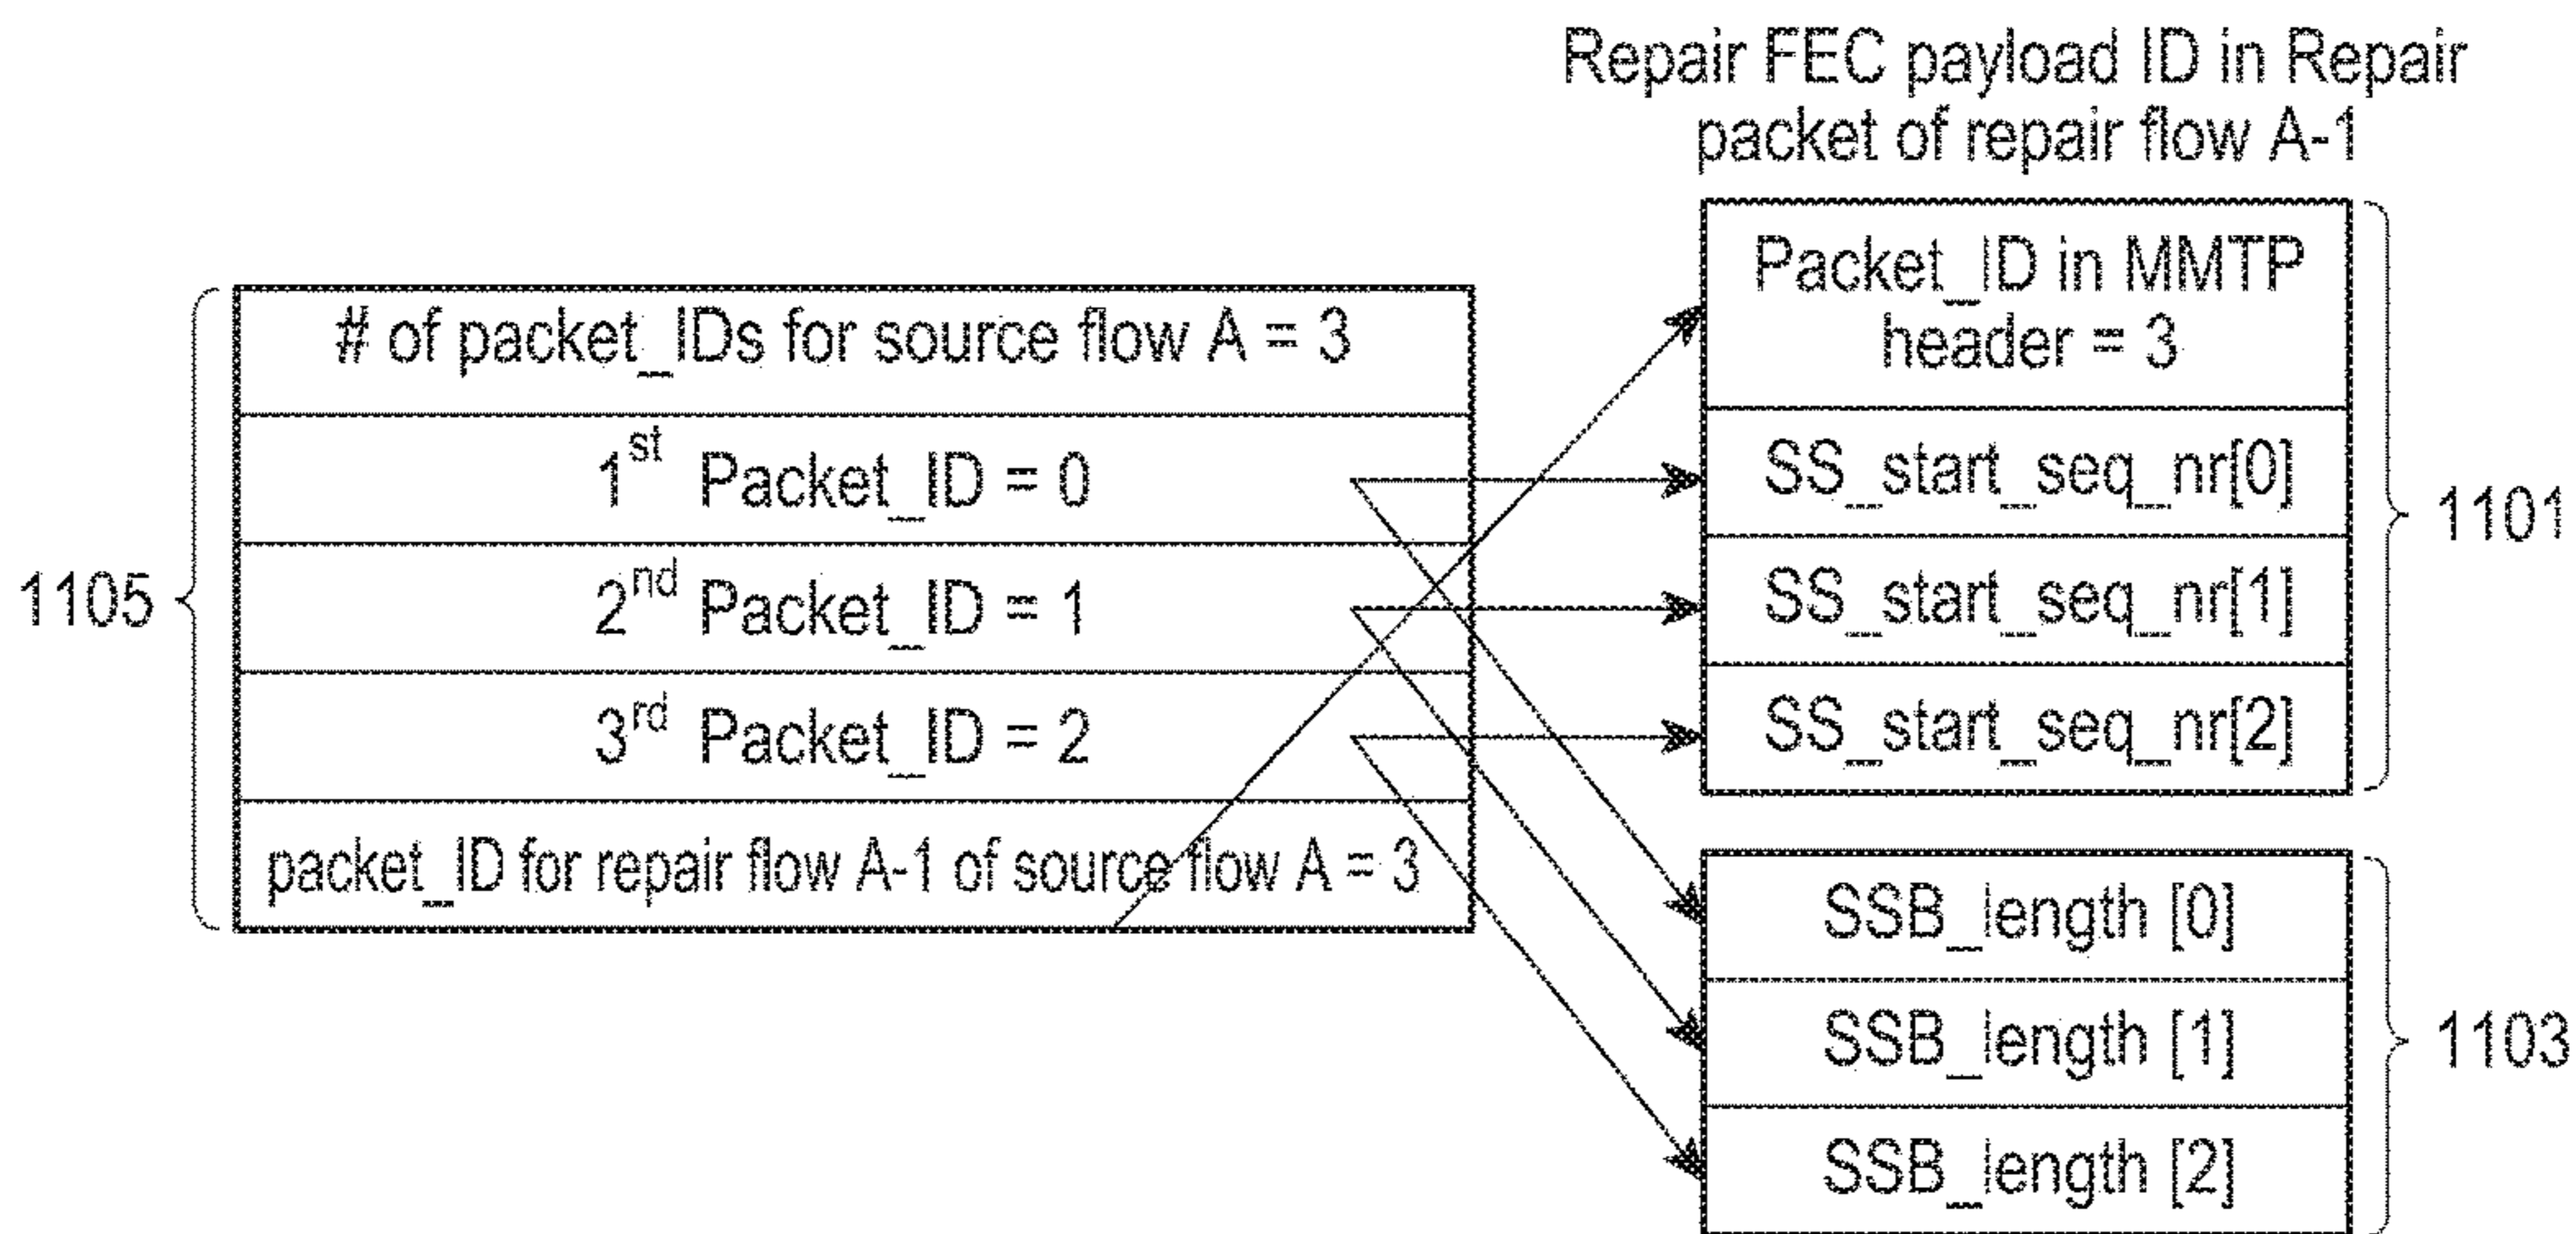 Repair FEC payload ID in Repair
packet of repair flow A-1
1105
# of packet_IDs for source flow A = 3
1st Packet_ID = 0
2nd Packet_ID = 1
3rd Packet_ID = 2
packet_ID for repair flow A-1 of source flow A = 3
Packet_ID in MMTP
header = 3
SS_start_seq_nr[0]
SS_start_seq_nr[1]
SS_start_seq_nr[2]
1101
SSB_length [0]
SSB_length [1]
SSB_length [2]
1103